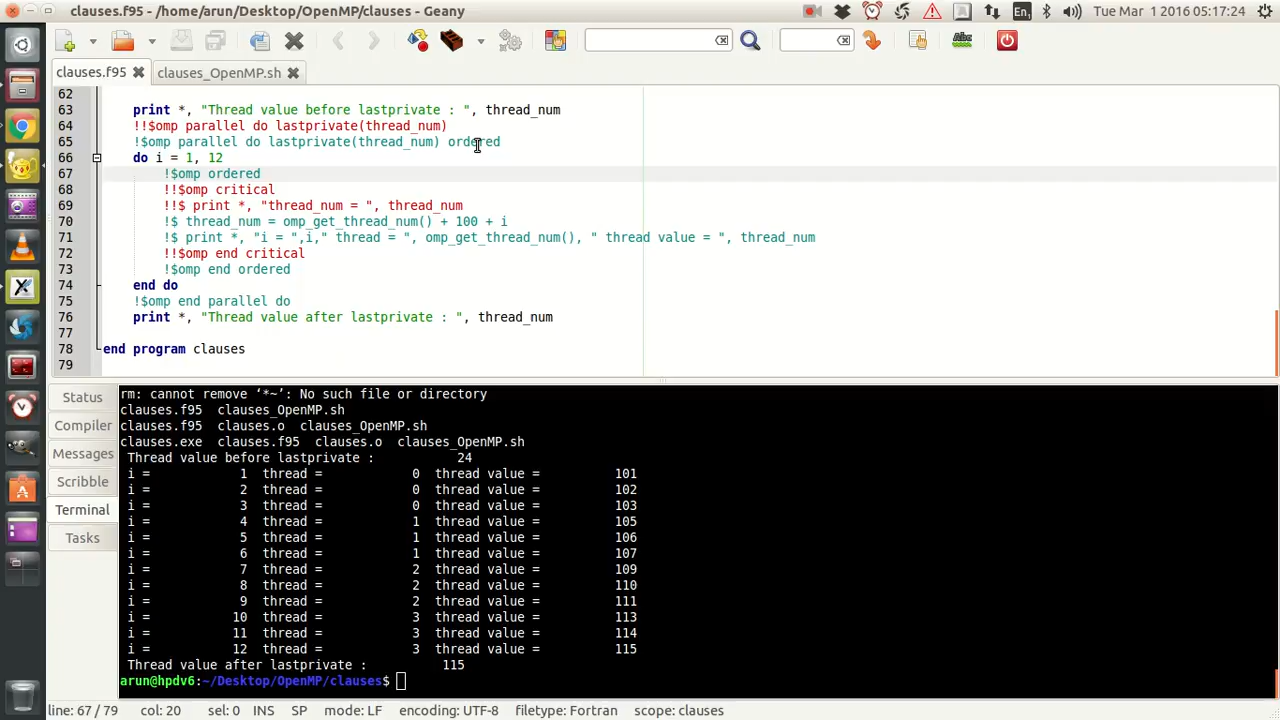 clauses.f95 - /home/arun/Desktop/OpenMP/clauses - Geany
En
Tue Mar 1 2016 05:17:24
clauses.f95
clauses_OpenMP.sh
62
63 print *, "Thread value before lastprivate : ", thread_num
64 !!$omp parallel do lastprivate(thread_num)
65 !$omp parallel do lastprivate(thread_num) ordered
66 do i = 1, 12
67 !$omp ordered
68 !!$omp critical
69 !!$ print *, "thread_num = ", thread_num
70 !$ thread_num = omp_get_thread_num() + 100 + i
71 !$ print *, "i = ",i," thread = ", omp_get_thread_num(), " thread value = ", thread_num
72 !!$omp end critical
73 !$omp end ordered
74 end do
75 !$omp end parallel do
76 print *, "Thread value after lastprivate : ", thread_num
77
78 end program clauses
79
Status
Compiler
Messages
Scribble
Terminal
Tasks
rm: cannot remove ‘*~’: No such file or directory
clauses.f95 clauses_OpenMP.sh
clauses.f95 clauses.o clauses_OpenMP.sh
clauses.exe clauses.f95 clauses.o clauses_OpenMP.sh
Thread value before lastprivate : 24
i = 1 thread = 0 thread value = 101
i = 2 thread = 0 thread value = 102
i = 3 thread = 0 thread value = 103
i = 4 thread = 1 thread value = 105
i = 5 thread = 1 thread value = 106
i = 6 thread = 1 thread value = 107
i = 7 thread = 2 thread value = 109
i = 8 thread = 2 thread value = 110
i = 9 thread = 2 thread value = 111
i = 10 thread = 3 thread value = 113
i = 11 thread = 3 thread value = 114
i = 12 thread = 3 thread value = 115
Thread value after lastprivate : 115
arun@hpdv6:~/Desktop/OpenMP/clauses$
line: 67 / 79 col: 20 sel: 0 INS SP mode: LF encoding: UTF-8 filetype: Fortran scope: clauses